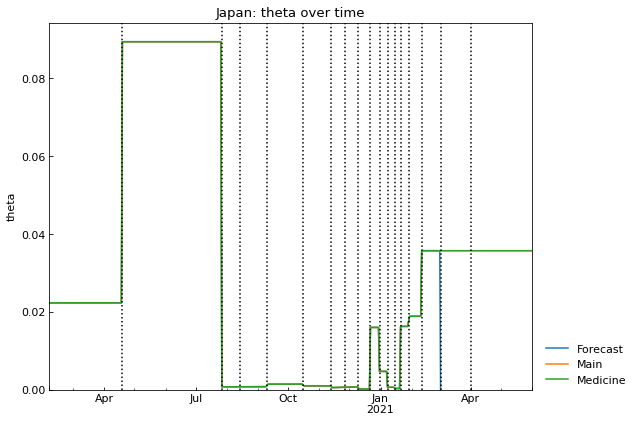 Japan: theta over time
theta
0.08
0.06
0.04
0.02
0.00
Apr
Jul
Oct
Jan
2021
Apr
Forecast
Main
Medicine